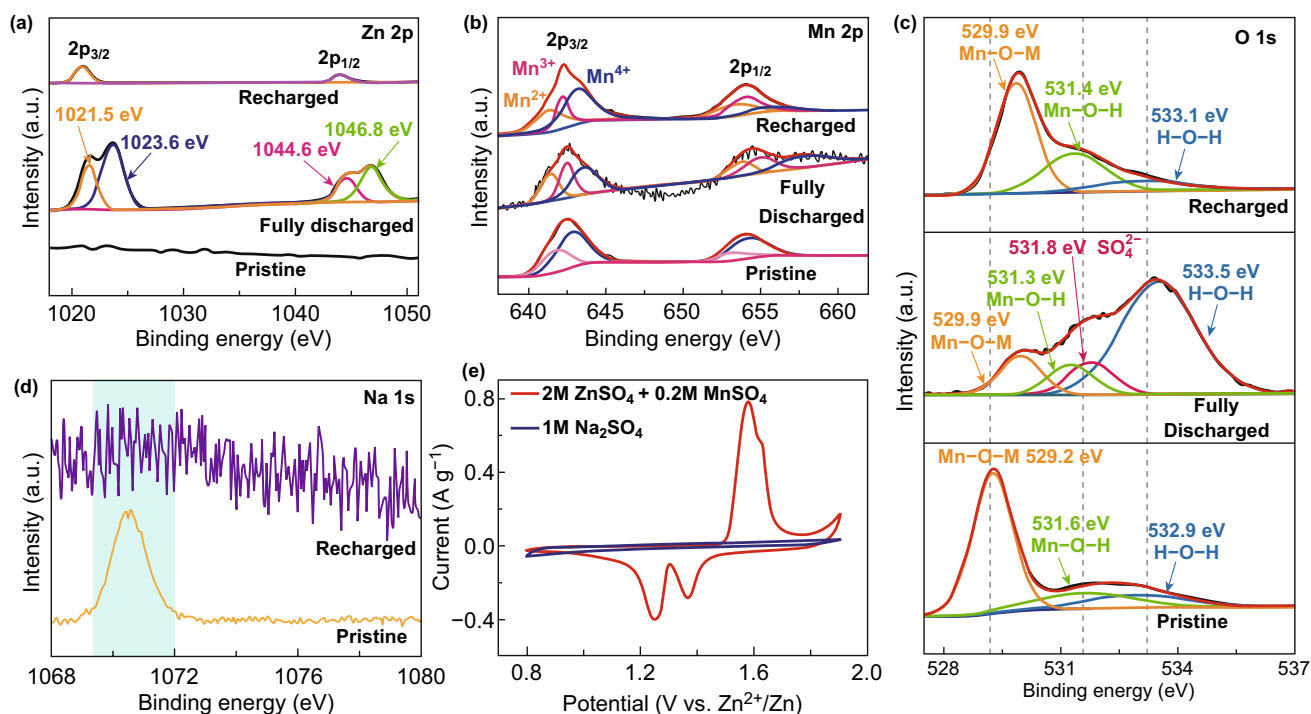 (a)
Zn 2p
2p3/2
2p1/2
Recharged
1021.5 eV
1023.6 eV
1044.6 eV
1046.8 eV
Fully discharged
Pristine
Intensity (a.u.)
1020
1030
1040
1050
Binding energy (eV)
(b)
Mn 2p
2p3/2
Mn3+
Mn4+
Mn2+
2p1/2
Recharged
Fully
Discharged
Pristine
Intensity (a.u.)
640
645
650
655
660
Binding energy (eV)
(c)
O 1s
529.9 eV
Mn–O–M
531.4 eV
Mn–O–H
533.1 eV
H–O–H
Recharged
531.8 eV SO₄²⁻
531.3 eV
Mn–O–H
533.5 eV
H–O–H
529.9 eV
Mn–O–M
Fully
Discharged
Mn–O–M 529.2 eV
531.6 eV
Mn–O–H
532.9 eV
H–O–H
Pristine
Intensity (a.u.)
528
531
534
537
Binding energy (eV)
(d)
Na 1s
Recharged
Pristine
Intensity (a.u.)
1068
1072
1076
1080
Binding energy (eV)
(e)
2M ZnSO₄ + 0.2M MnSO₄
1M Na₂SO₄
Current (A g⁻¹)
0.8
0.4
0.0
−0.4
0.8
1.2
1.6
2.0
Potential (V vs. Zn²⁺/Zn)